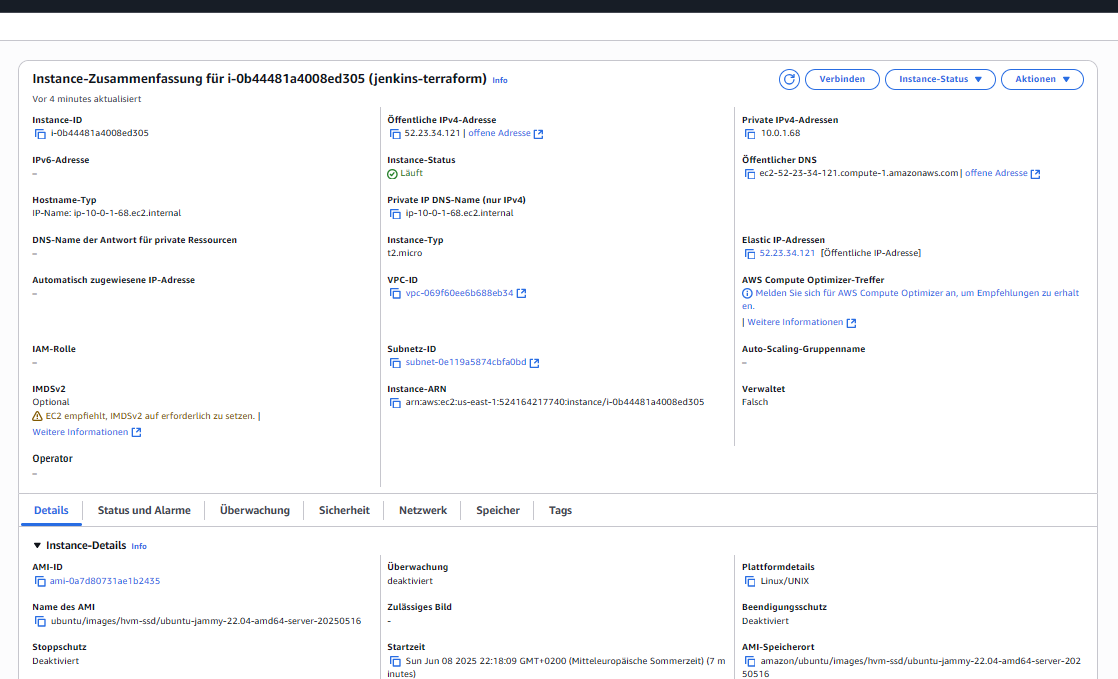 Instance-Zusammenfassung für i-0b44481a4008ed305 (jenkins-terraform) Info
Verbinden
Instance-Status
Aktionen
Vor 4 minutes aktualisiert
Instance-ID
i-0b44481a4008ed305
Öffentliche IPv4-Adresse
52.23.34.121 | offene Adresse
Private IPv4-Adressen
10.0.1.68
IPv6-Adresse
–
Instance-Status
Läuft
Öffentlicher DNS
ec2-52-23-34-121.compute-1.amazonaws.com | offene Adresse
Hostname-Typ
IP-Name: ip-10-0-1-68.ec2.internal
Private IP DNS-Name (nur IPv4)
ip-10-0-1-68.ec2.internal
DNS-Name der Antwort für private Ressourcen
–
Instance-Typ
t2.micro
Elastic IP-Adressen
52.23.34.121 [Öffentliche IP-Adresse]
Automatisch zugewiesene IP-Adresse
–
VPC-ID
vpc-069f60ee6b688eb34
AWS Compute Optimizer-Treffer
Melden Sie sich für AWS Compute Optimizer an, um Empfehlungen zu erhalt
en.
| Weitere Informationen
IAM-Rolle
–
Subnetz-ID
subnet-0e119a5874cbfa0bd
Auto-Scaling-Gruppenname
–
IMDSv2
Optional
EC2 empfiehlt, IMDSv2 auf erforderlich zu setzen. |
Weitere Informationen
Instance-ARN
arn:aws:ec2:us-east-1:524164217740:instance/i-0b44481a4008ed305
Verwaltet
Falsch
Operator
–
Details
Status und Alarme
Überwachung
Sicherheit
Netzwerk
Speicher
Tags
Instance-Details Info
AMI-ID
ami-0a7d80731ae1b2435
Überwachung
deaktiviert
Plattformdetails
Linux/UNIX
Name des AMI
ubuntu/images/hvm-ssd/ubuntu-jammy-22.04-amd64-server-20250516
Zulässiges Bild
-
Beendigungsschutz
Deaktiviert
Stoppschutz
Deaktiviert
Startzeit
Sun Jun 08 2025 22:18:09 GMT+0200 (Mitteleuropäische Sommerzeit) (7 m
inutes)
AMI-Speicherort
amazon/ubuntu/images/hvm-ssd/ubuntu-jammy-22.04-amd64-server-202
50516